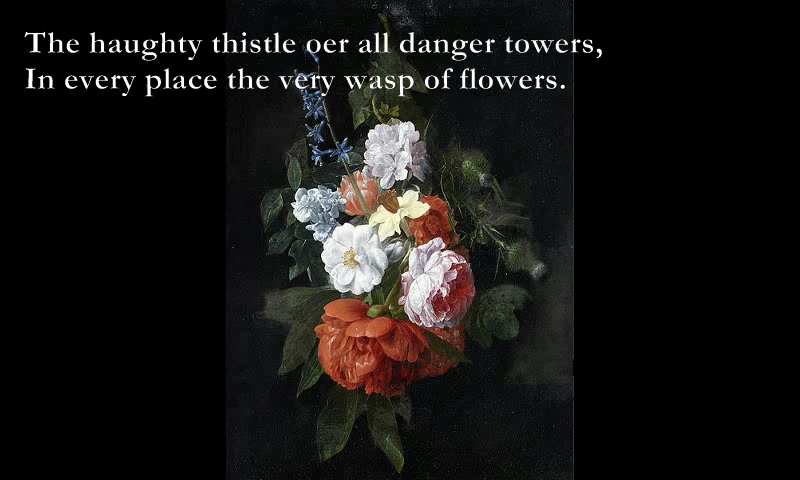 The haughty thistle oer all danger towers,
In every place the very wasp of flowers.